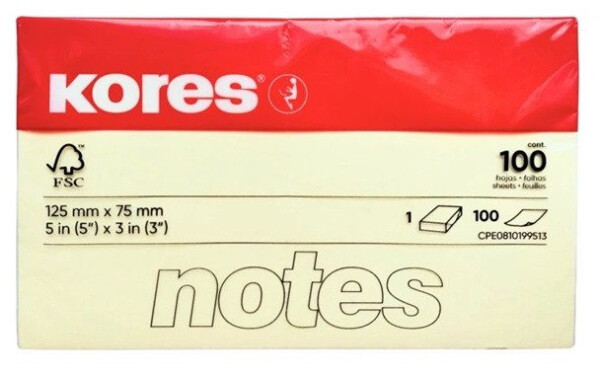 KORES®
FSC
cont.
100
hojas • folhas
sheets • feuilles
125 mm x 75 mm
5 in (5") x 3 in (3")
1
100
CPE0810199513
notes